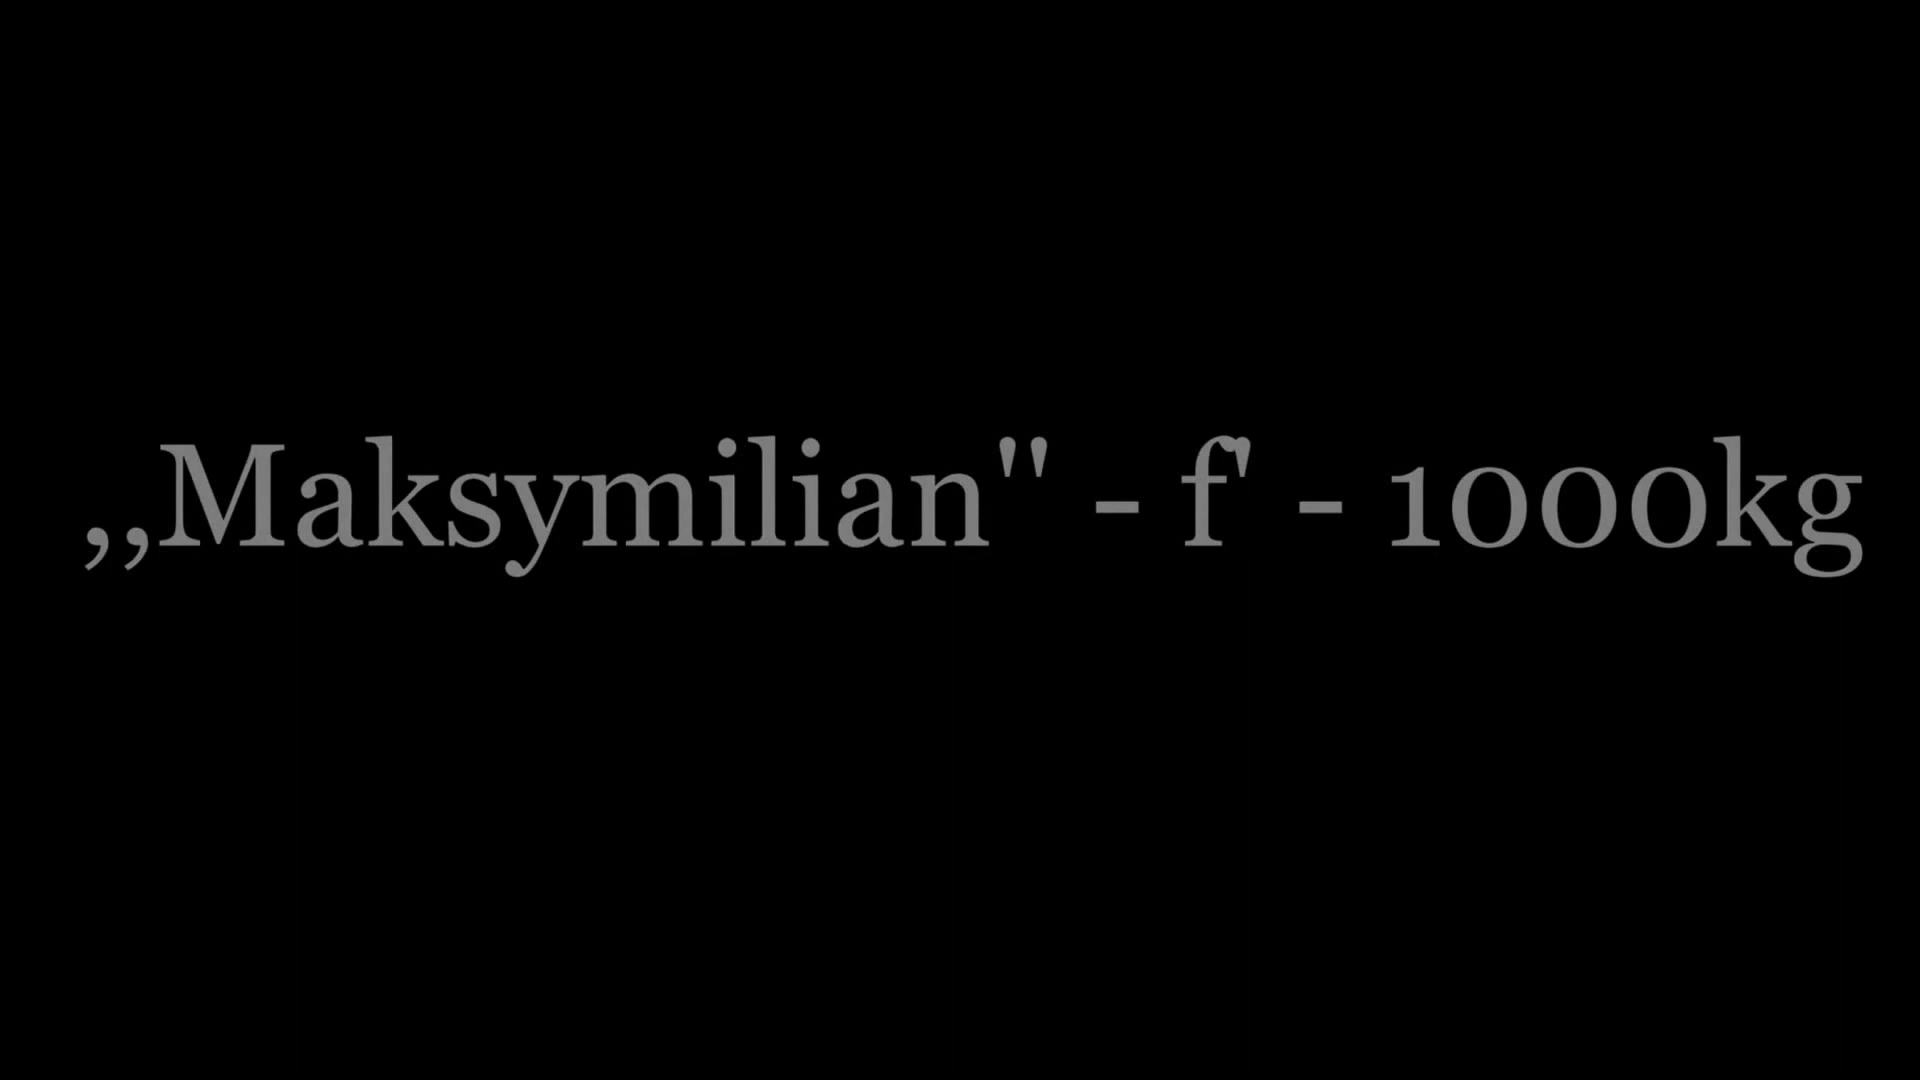 ,,Maksymilian" - f' - 1000kg